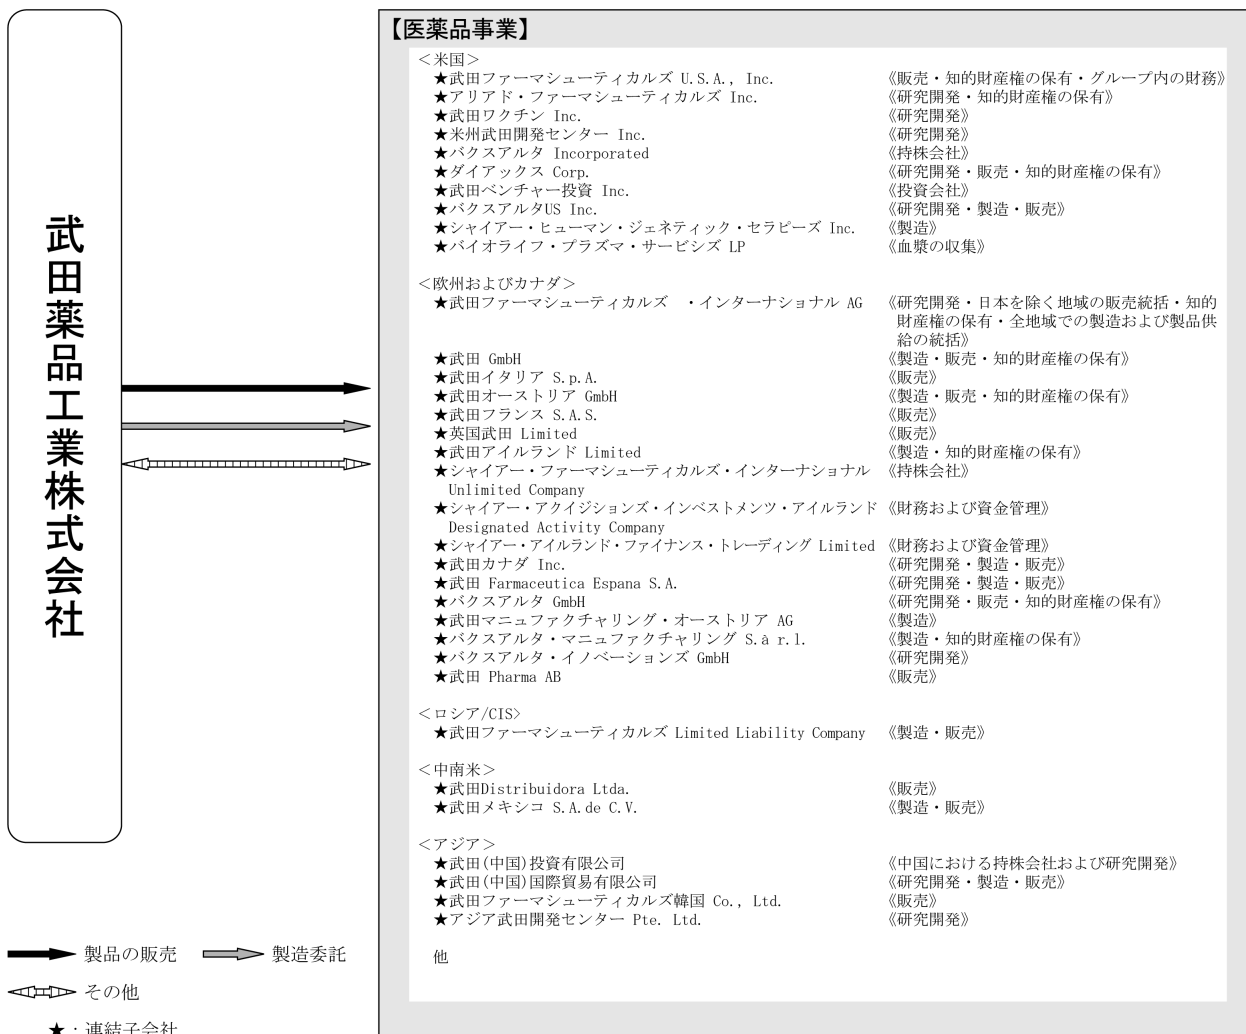 武田薬品工業株式会社
【医薬品事業】
＜米国＞
★武田ファーマシューティカルズ U.S.A., Inc. 《販売・知的財産権の保有・グループ内の財務》
★アリアド・ファーマシューティカルズ Inc. 《研究開発・知的財産権の保有》
★武田ワクチン Inc. 《研究開発》
★米州武田開発センター Inc. 《研究開発》
★バクスアルタ Incorporated 《持株会社》
★ダイアックス Corp. 《研究開発・販売・知的財産権の保有》
★武田ベンチャー投資 Inc. 《投資会社》
★バクスアルタUS Inc. 《研究開発・製造・販売》
★シャイアー・ヒューマン・ジェネティック・セラピーズ Inc. 《製造》
★バイオライフ・プラズマ・サービシズ LP 《血漿の収集》
＜欧州およびカナダ＞
★武田ファーマシューティカルズ ・インターナショナル AG 《研究開発・日本を除く地域の販売統括・知的
財産権の保有・全地域での製造および製品供
給の統括》
★武田 GmbH 《製造・販売・知的財産権の保有》
★武田イタリア S.p.A. 《販売》
★武田オーストリア GmbH 《製造・販売・知的財産権の保有》
★武田フランス S.A.S. 《販売》
★英国武田 Limited 《販売》
★武田アイルランド Limited 《製造・知的財産権の保有》
★シャイアー・ファーマシューティカルズ・インターナショナル 《持株会社》
Unlimited Company
★シャイアー・アクイジションズ・インベストメンツ・アイルランド 《財務および資金管理》
Designated Activity Company
★シャイアー・アイルランド・ファイナンス・トレーディング Limited 《財務および資金管理》
★武田カナダ Inc. 《研究開発・製造・販売》
★武田 Farmaceutica Espana S.A. 《研究開発・製造・販売》
★バクスアルタ GmbH 《研究開発・販売・知的財産権の保有》
★武田マニュファクチャリング・オーストリア AG 《製造》
★バクスアルタ・マニュファクチャリング S.à r.l. 《製造・知的財産権の保有》
★バクスアルタ・イノベーションズ GmbH 《研究開発》
★武田 Pharma AB 《販売》
＜ロシア/CIS＞
★武田ファーマシューティカルズ Limited Liability Company 《製造・販売》
＜中南米＞
★武田Distribuidora Ltda. 《販売》
★武田メキシコ S.A.de C.V. 《製造・販売》
＜アジア＞
★武田(中国)投資有限公司 《中国における持株会社および研究開発》
★武田(中国)国際貿易有限公司 《研究開発・製造・販売》
★武田ファーマシューティカルズ韓国 Co., Ltd. 《販売》
★アジア武田開発センター Pte. Ltd. 《研究開発》
他
製品の販売 製造委託
その他
★：連結子会社